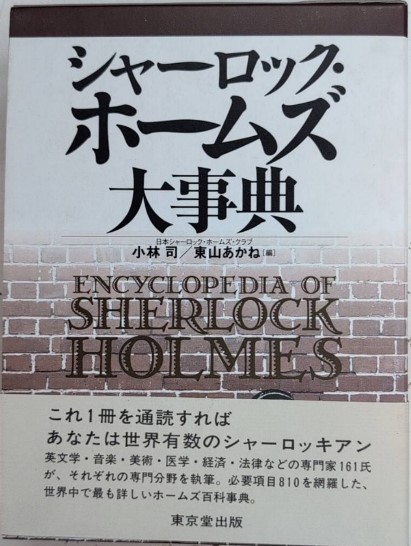 シャーロック・
ホームズ
大事典
日本シャーロック・ホームズ・クラブ
小林 司／東山あかね[編]
ENCYCLOPEDIA OF
SHERLOCK
HOLMES
これ1冊を通読すれば
あなたは世界有数のシャーロッキアン
英文学・音楽・美術・医学・経済・法律などの専門家161氏
が、それぞれの専門分野を執筆。必要項目810を網羅した、
世界中で最も詳しいホームズ百科事典。
東京堂出版